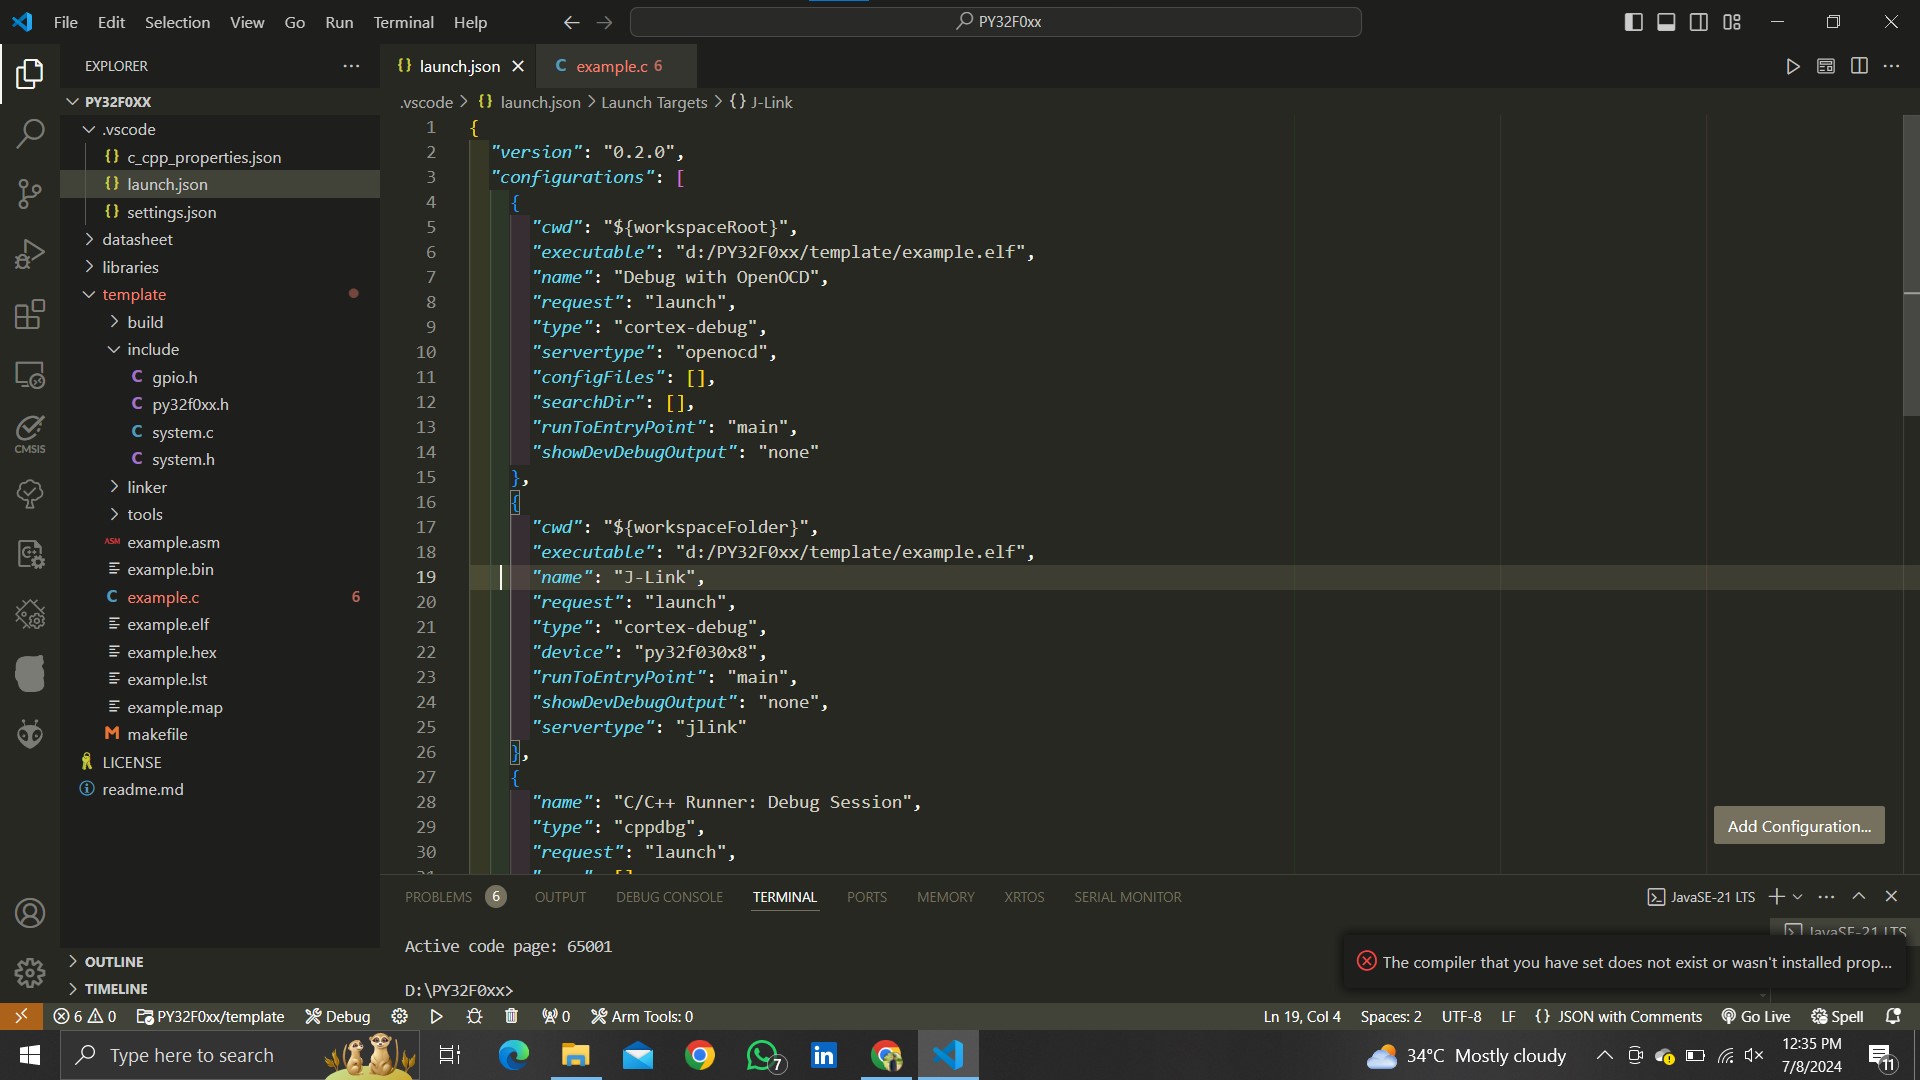 File Edit Selection View Go Run Terminal Help
PY32F0xx
EXPLORER
launch.json
example.c 6
PY32F0XX
.vscode > {} launch.json > Launch Targets > {} J-Link
.vscode
c_cpp_properties.json
launch.json
settings.json
datasheet
libraries
template
build
include
gpio.h
py32f0xx.h
system.c
system.h
linker
tools
example.asm
example.bin
example.c 6
example.elf
example.hex
example.lst
example.map
makefile
LICENSE
readme.md
OUTLINE
TIMELINE
1 {
2 "version": "0.2.0",
3 "configurations": [
4 {
5 "cwd": "${workspaceRoot}",
6 "executable": "d:/PY32F0xx/template/example.elf",
7 "name": "Debug with OpenOCD",
8 "request": "launch",
9 "type": "cortex-debug",
10 "servertype": "openocd",
11 "configFiles": [],
12 "searchDir": [],
13 "runToEntryPoint": "main",
14 "showDevDebugOutput": "none"
15 },
16 {
17 "cwd": "${workspaceFolder}",
18 "executable": "d:/PY32F0xx/template/example.elf",
19 "name": "J-Link",
20 "request": "launch",
21 "type": "cortex-debug",
22 "device": "py32f030x8",
23 "runToEntryPoint": "main",
24 "showDevDebugOutput": "none",
25 "servertype": "jlink"
26 },
27 {
28 "name": "C/C++ Runner: Debug Session",
29 "type": "cppdbg",
30 "request": "launch",
Add Configuration...
PROBLEMS 6 OUTPUT DEBUG CONSOLE TERMINAL PORTS MEMORY XRTOS SERIAL MONITOR
JavaSE-21 LTS
JavaSE-21 LTS
Active code page: 65001
The compiler that you have set does not exist or wasn't installed prop...
D:\PY32F0xx>
6 0 PY32F0xx/template Debug 0 Arm Tools: 0
Ln 19, Col 4 Spaces: 2 UTF-8 LF {} JSON with Comments Go Live Spell
Type here to search
7
34°C Mostly cloudy
12:35 PM
7/8/2024
11
CMSIS